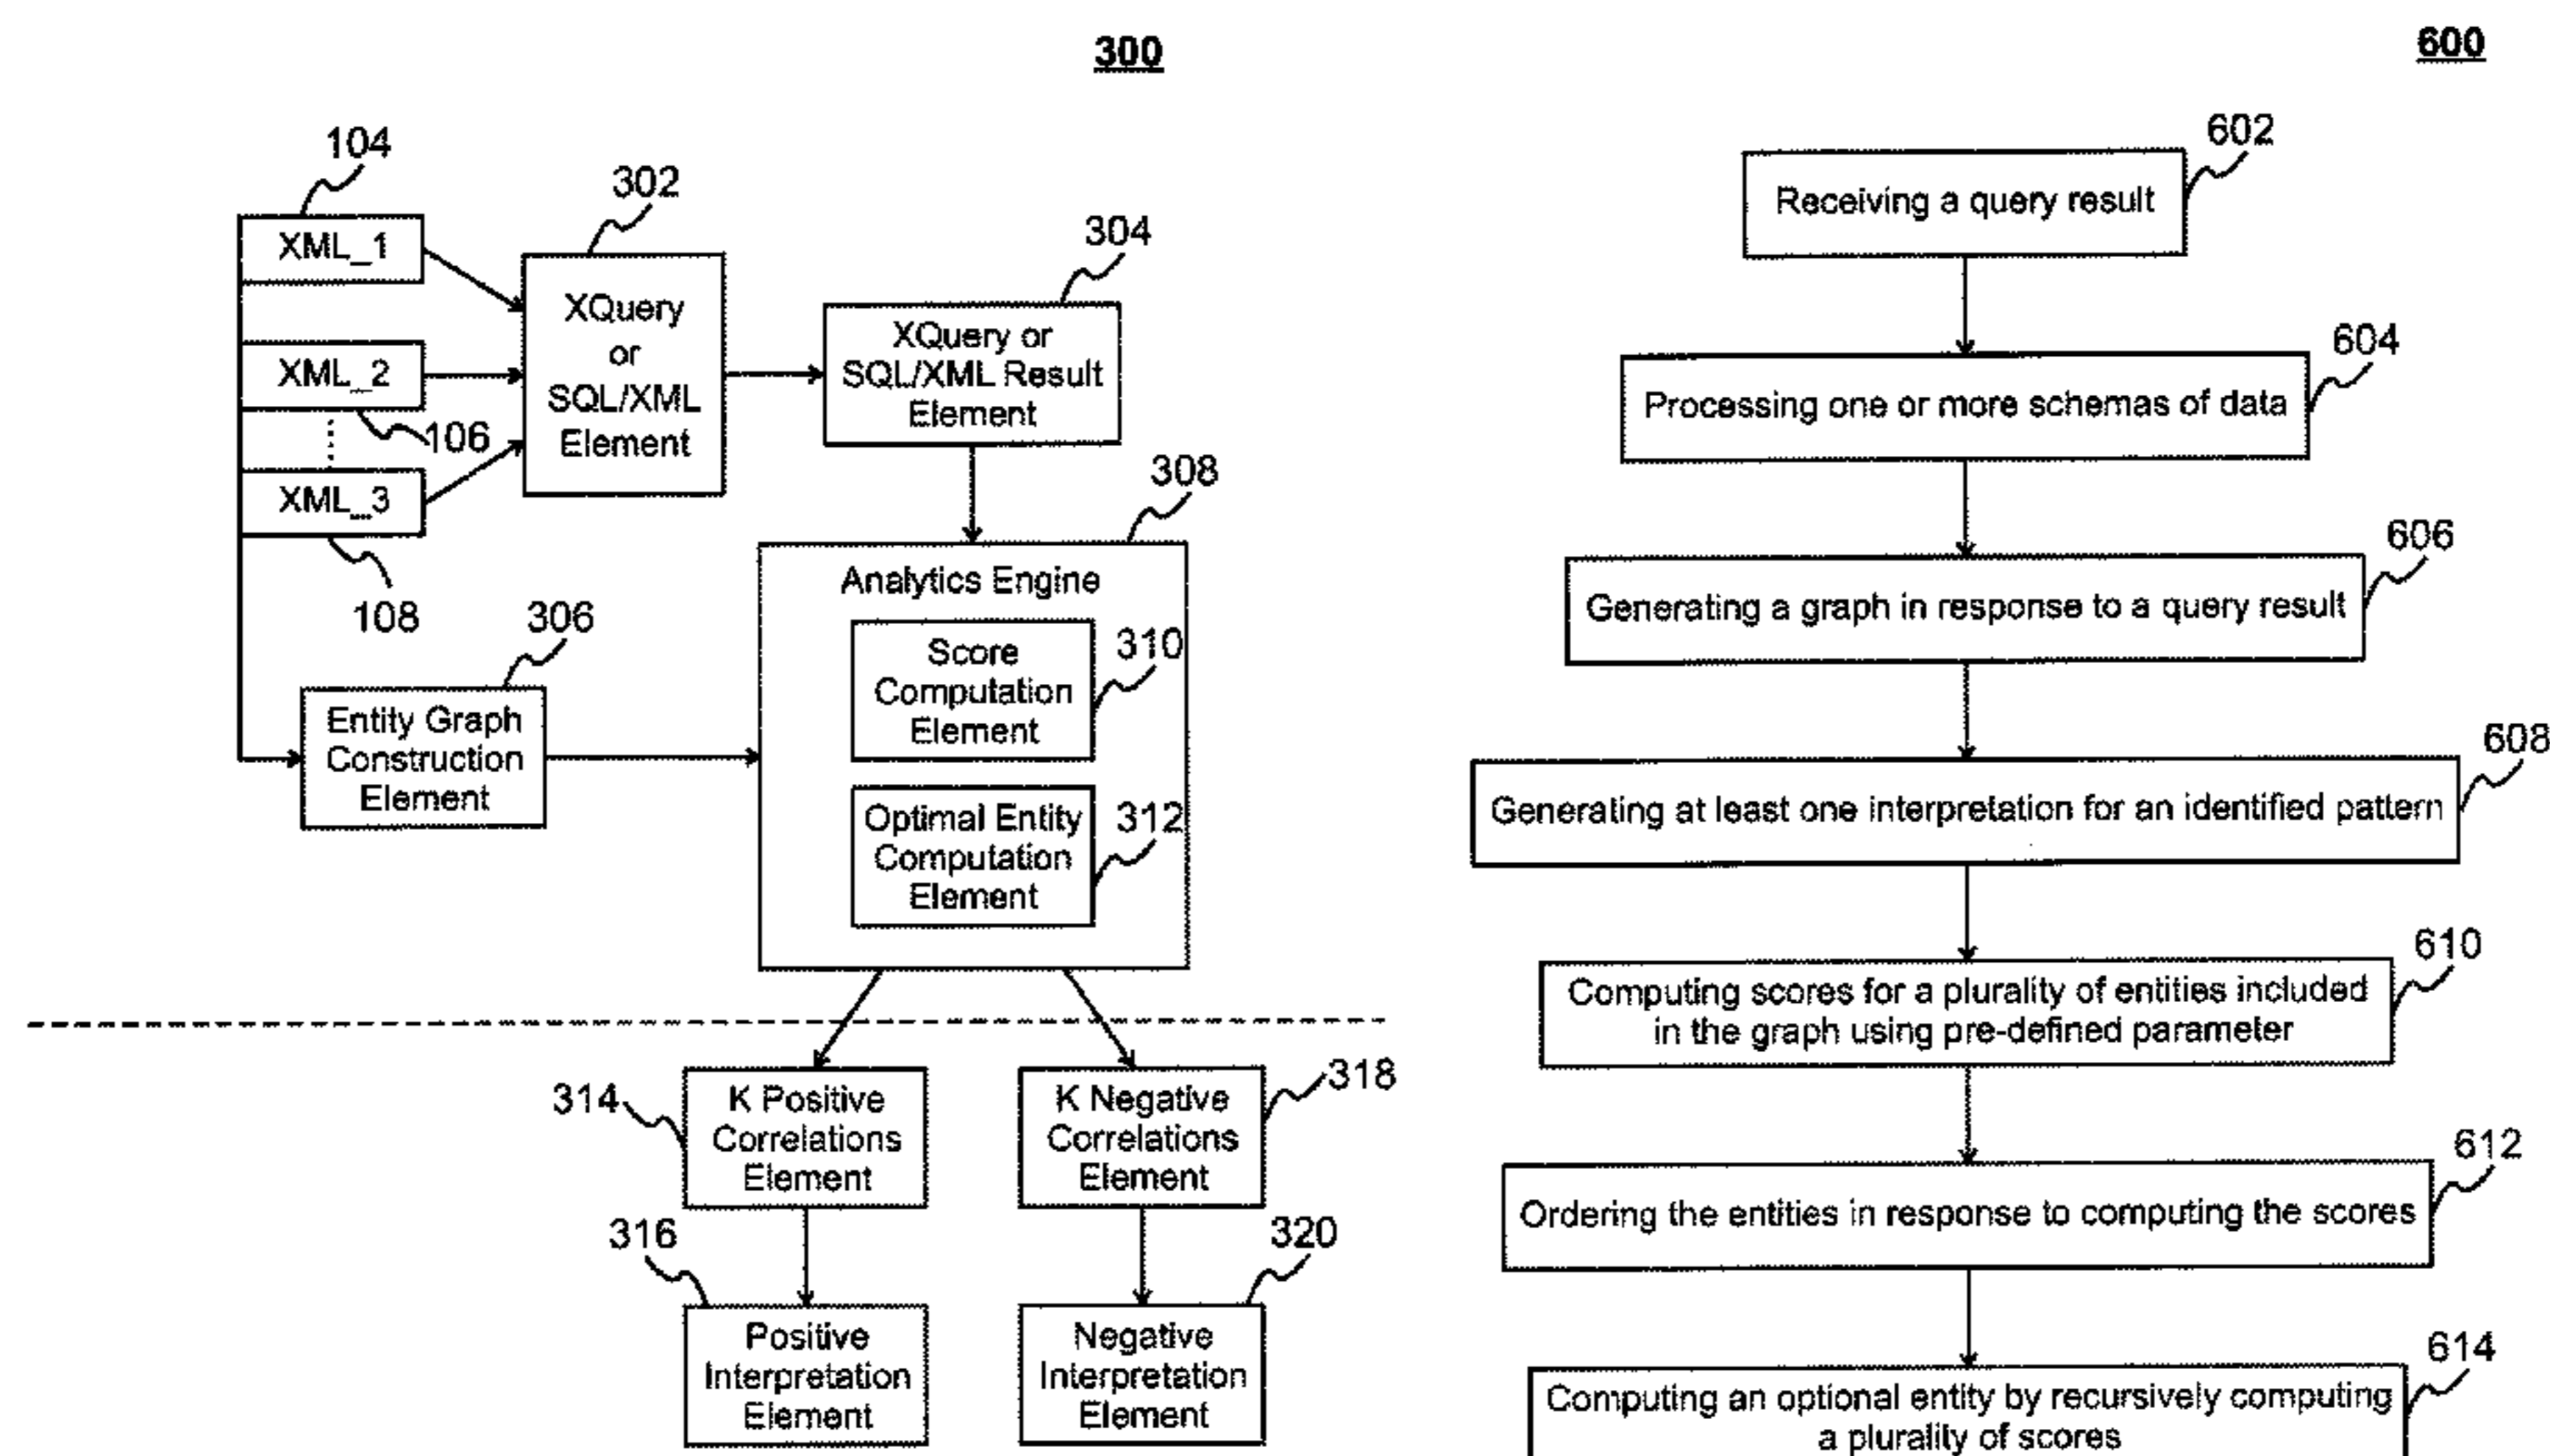 300
104
XML_1
302
XQuery
or
SQL/XML
Element
304
XQuery or
SQL/XML Result
Element
XML_2
106
XML_3
108
306
Entity Graph
Construction
Element
308
Analytics Engine
Score
Computation
Element
310
Optimal Entity
Computation
Element
312
314
K Positive
Correlations
Element
318
K Negative
Correlations
Element
316
Positive
Interpretation
Element
320
Negative
Interpretation
Element
600
602
Receiving a query result
604
Processing one or more schemas of data
606
Generating a graph in response to a query result
608
Generating at least one interpretation for an identified pattern
610
Computing scores for a plurality of entities included
in the graph using pre-defined parameter
612
Ordering the entities in response to computing the scores
614
Computing an optional entity by recursively computing
a plurality of scores